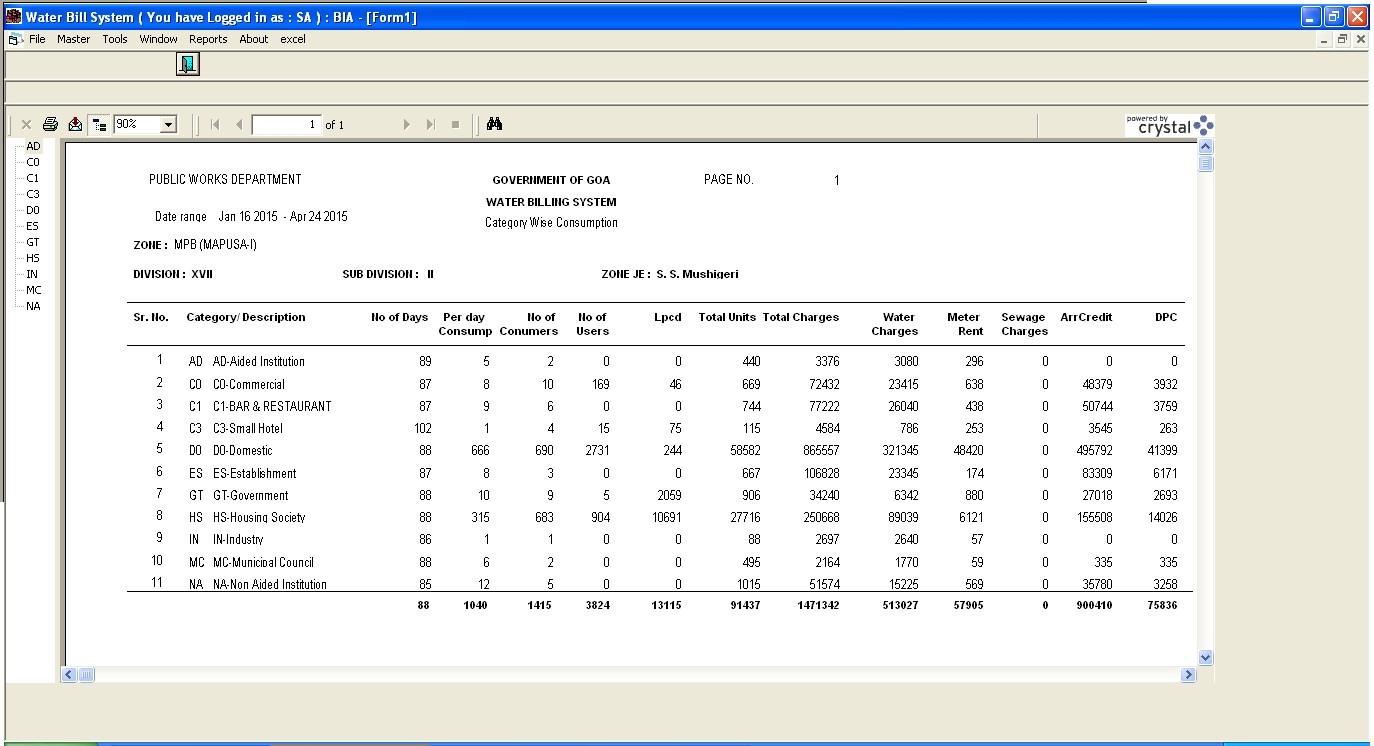 Water Bill System ( You have Logged in as : SA ) : BIA - [Form1]
File Master Tools Window Reports About excel
90% 1 of 1
powered by
crystal
AD
C0
C1
C3
D0
ES
GT
HS
IN
MC
NA
PUBLIC WORKS DEPARTMENT GOVERNMENT OF GOA PAGE NO. 1
WATER BILLING SYSTEM
Date range Jan 16 2015 - Apr 24 2015
Category Wise Consumption
ZONE : MPB (MAPUSA-I)
DIVISION : XVII SUB DIVISION : II ZONE JE : S. S. Mushigeri
Sr. No. Category/ Description No of Days Per day No of No of Lpcd Total Units Total Charges Water Meter Sewage ArrCredit DPC
Consump Conumers Users Charges Rent Charges
1 AD AD-Aided Institution 89 5 2 0 0 440 3376 3080 296 0 0 0
2 C0 C0-Commercial 87 8 10 169 46 669 72432 23415 638 0 48379 3932
3 C1 C1-BAR & RESTAURANT 87 9 6 0 0 744 77222 26040 438 0 50744 3759
4 C3 C3-Small Hotel 102 1 4 15 75 115 4584 786 253 0 3545 263
5 D0 D0-Domestic 88 666 690 2731 244 58582 865557 321345 48420 0 495792 41399
6 ES ES-Establishment 87 8 3 0 0 667 106828 23345 174 0 83309 6171
7 GT GT-Government 88 10 9 5 2059 906 34240 6342 880 0 27018 2693
8 HS HS-Housing Society 88 315 683 904 10691 27716 250668 89039 6121 0 155508 14026
9 IN IN-Industry 86 1 1 0 0 88 2697 2640 57 0 0 0
10 MC MC-Municipal Council 88 6 2 0 0 495 2164 1770 59 0 335 335
11 NA NA-Non Aided Institution 85 12 5 0 0 1015 51574 15225 569 0 35780 3258
88 1040 1415 3824 13115 91437 1471342 513027 57905 0 900410 75836